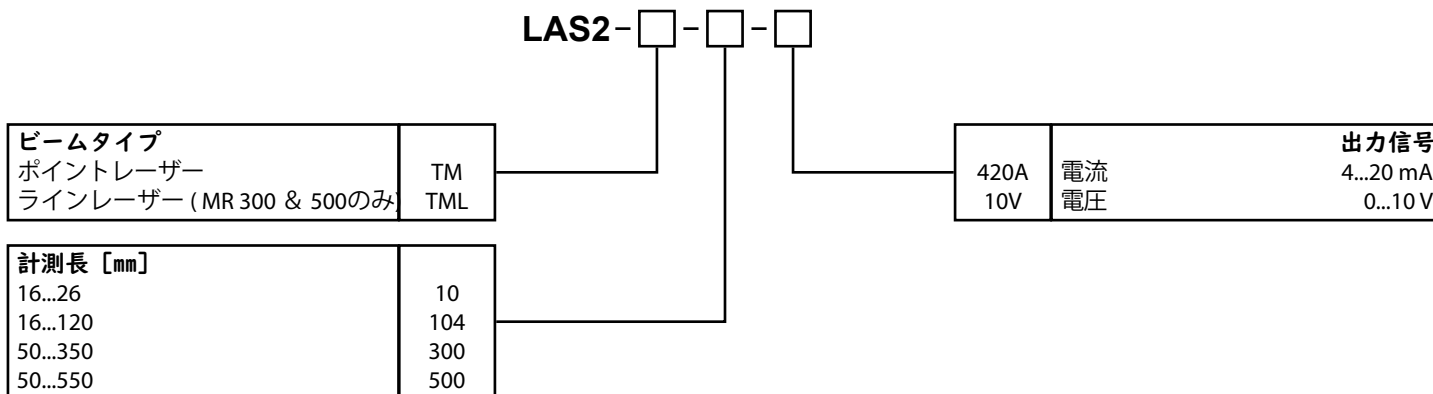 LAS2-□-□-□
ビームタイプ
ポイントレーザー TM
ラインレーザー ( MR 300 & 500のみ) TML
計測長 [mm]
16...26 10
16...120 104
50...350 300
50...550 500
出力信号
420A 電流 4...20 mA
10V 電圧 0...10 V